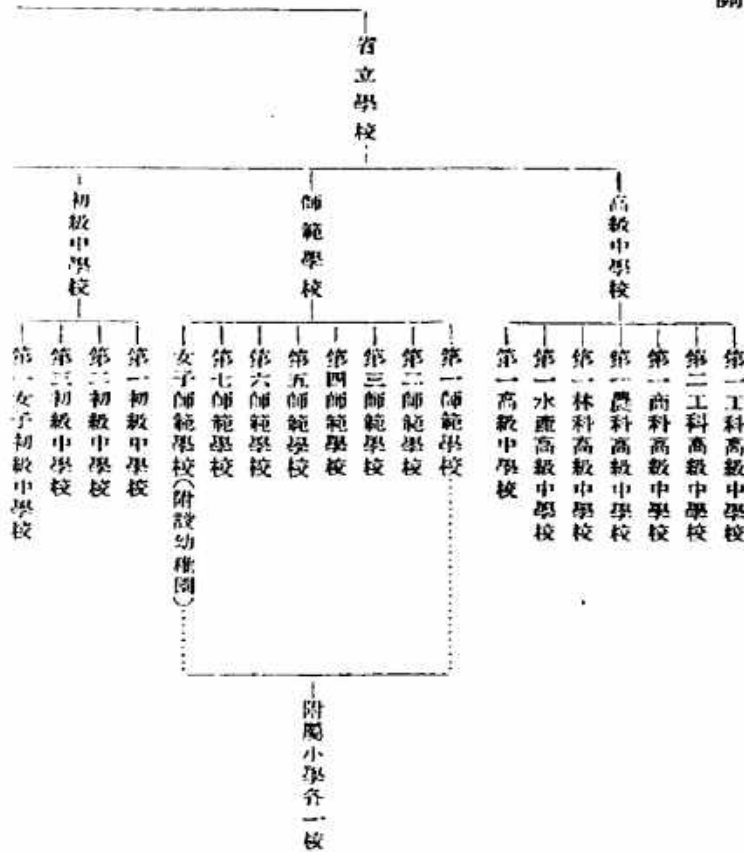 關
省立學校
高級中學校
師範學校
初級中學校
第一工科高級中學校
第二工科高級中學校
第一商科高級中學校
第一農科高級中學校
第一林科高級中學校
第一水產高級中學校
第一高級中學校
第一師範學校
第二師範學校
第三師範學校
第四師範學校
第五師範學校
第六師範學校
第七師範學校
女子師範學校(附設幼稚園)
第一初級中學校
第二初級中學校
第三初級中學校
第一女子初級中學校
附屬小學各一校